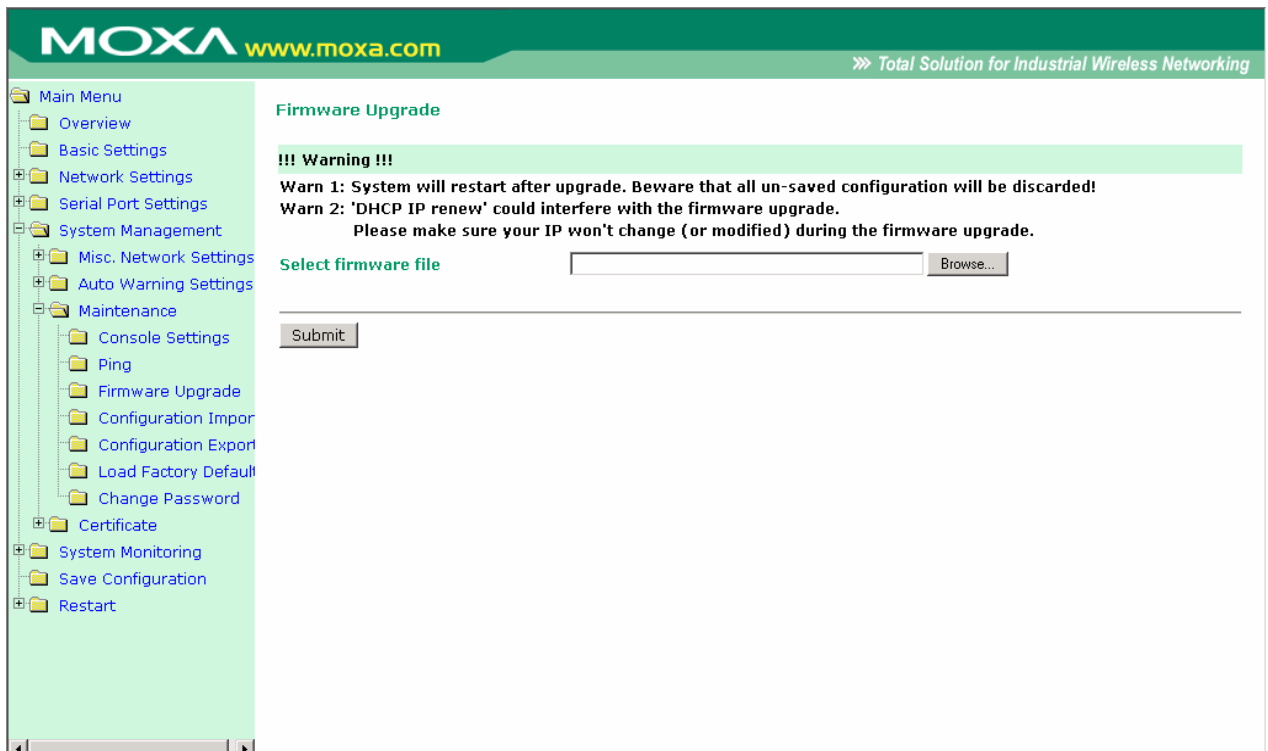 MOXA www.moxa.com
Total Solution for Industrial Wireless Networking
Main Menu
Overview
Basic Settings
Network Settings
Serial Port Settings
System Management
Misc. Network Settings
Auto Warning Settings
Maintenance
Console Settings
Ping
Firmware Upgrade
Configuration Impor
Configuration Export
Load Factory Default
Change Password
Certificate
System Monitoring
Save Configuration
Restart
Firmware Upgrade
!!! Warning !!!
Warn 1: System will restart after upgrade. Beware that all un-saved configuration will be discarded!
Warn 2: 'DHCP IP renew' could interfere with the firmware upgrade.
Please make sure your IP won't change (or modified) during the firmware upgrade.
Select firmware file Browse...
Submit